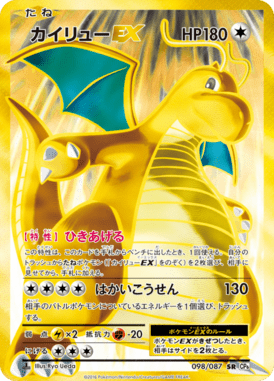 たね
カイリューEX HP180
【特性】ひきあげる
この特性は、このカードを手札からベンチに出したとき、1回使える。自分の
トラッシュからたねポケモン（「カイリューEX」をのぞく）を2枚選び、相手に
見せてから、手札に加える。
はかいこうせん 130
相手のバトルポケモンについているエネルギーを1個選び、トラッシュ
する。
弱点 ×2 抵抗力 -20
にげる
ポケモンEXのルール
ポケモンEXがきぜつしたとき、
相手はサイドを2枚とる。
Illus. Ryo Ueda
098/087 SR CP6